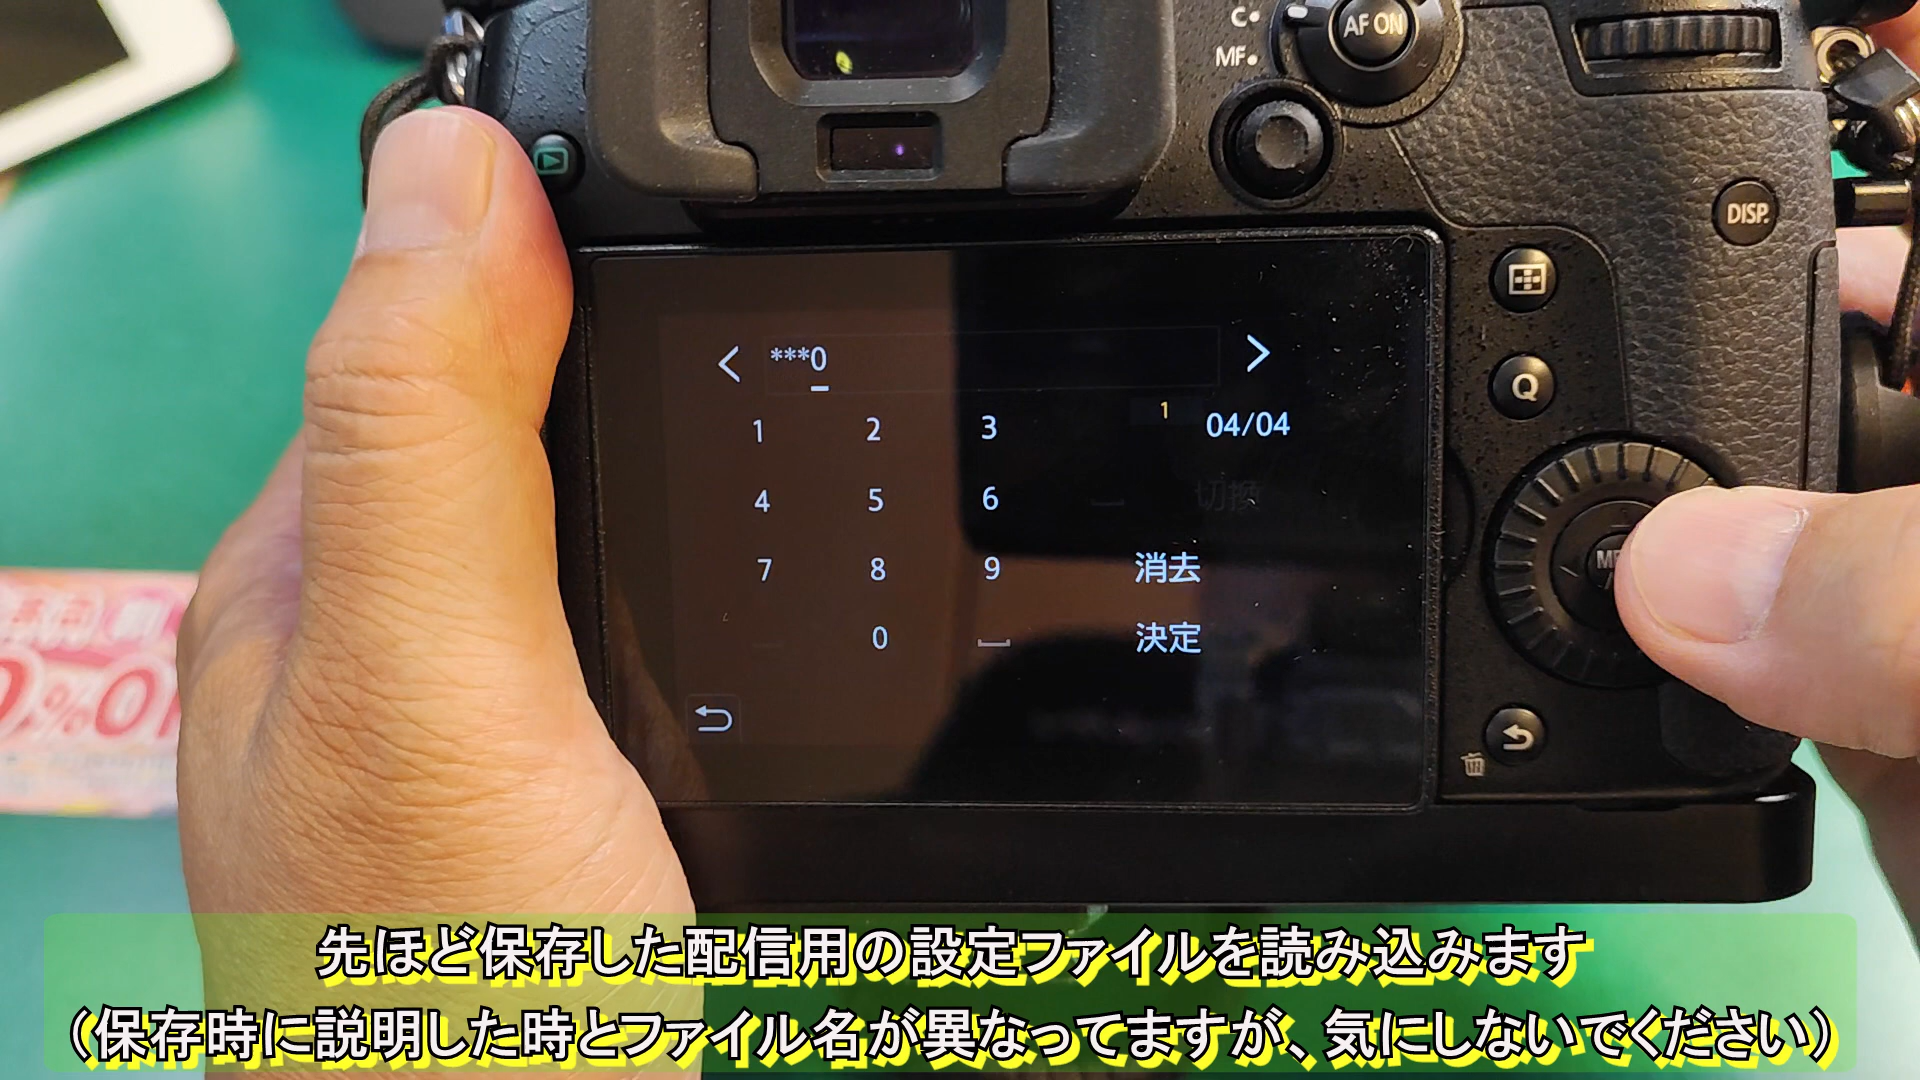 C
MF
AF ON
DISP.
Q
***0
1 2 3
1
04/04
4 5 6
切換
7 8 9 消去
0 決定
先ほど保存した配信用の設定ファイルを読み込みます
（保存時に説明した時とファイル名が異なってますが、気にしないでください）